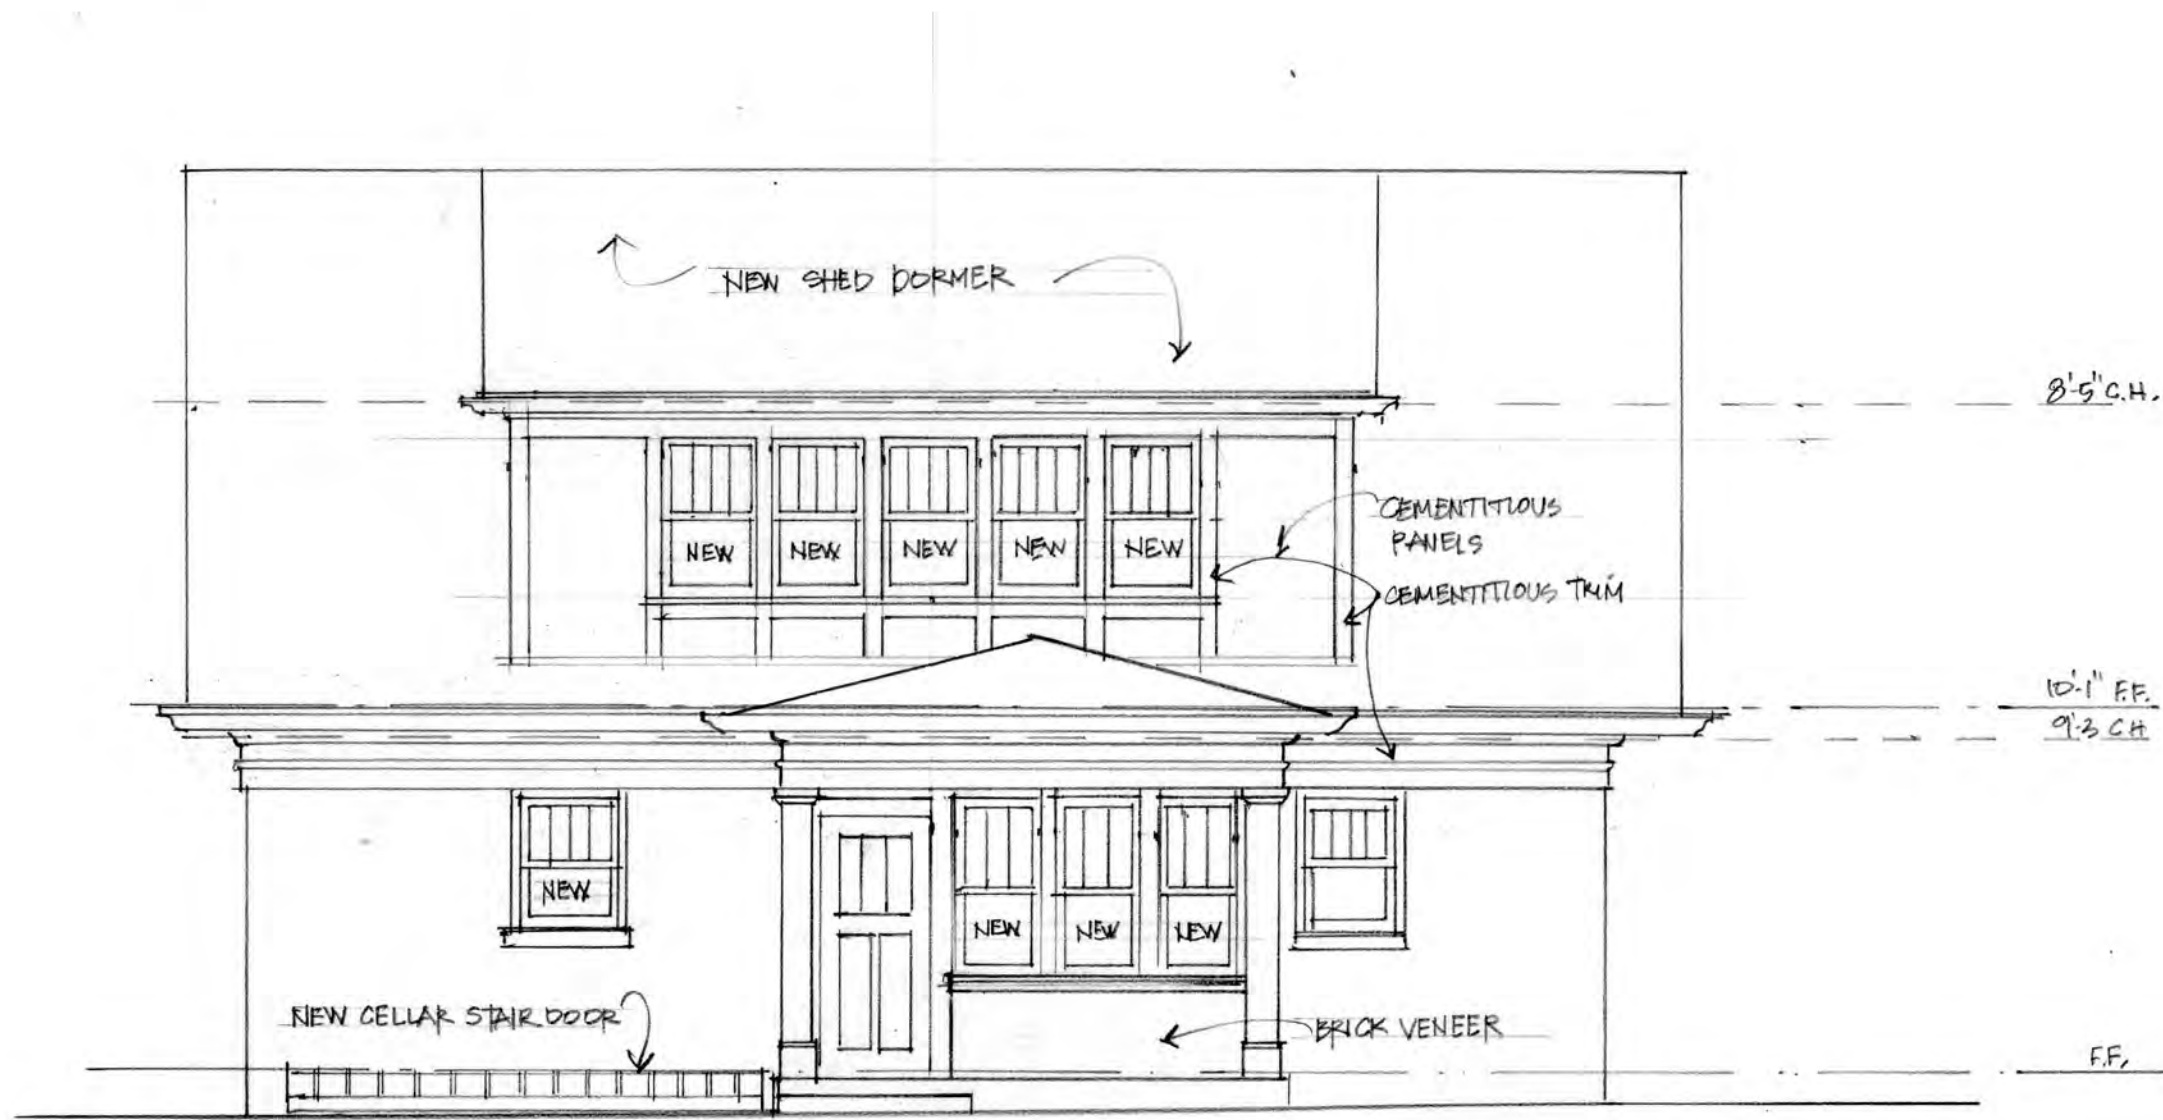 NEW SHED DORMER
8'-5" C.H.
CEMENTITIOUS
PANELS
NEW NEW NEW NEW NEW
CEMENTITIOUS TRIM
10'-1" F.F.
9'-3 C H
NEW
NEW NEW NEW
NEW CELLAR STAIR DOOR
BRICK VENEER
F.F.